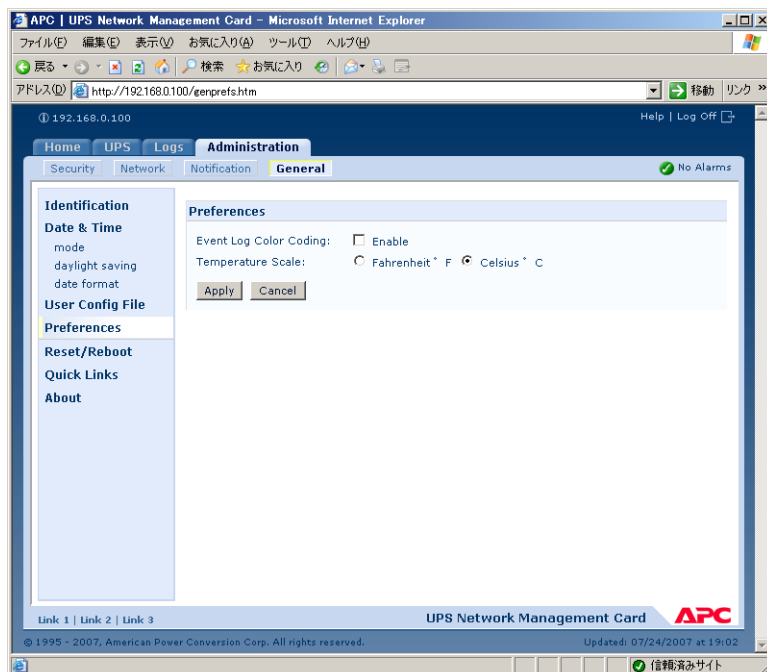 APC | UPS Network Management Card - Microsoft Internet Explorer
ファイル(F) 編集(E) 表示(V) お気に入り(A) ツール(T) ヘルプ(H)
戻る 検索 お気に入り
アドレス(D) http://192.168.0.100/genprefs.htm 移動 リンク »
192.168.0.100 Help | Log Off
Home UPS Logs Administration
Security Network Notification General No Alarms
Identification
Date & Time
mode
daylight saving
date format
User Config File
Preferences
Reset/Reboot
Quick Links
About
Preferences
Event Log Color Coding: Enable
Temperature Scale: Fahrenheit ° F Celsius ° C
Apply Cancel
Link 1 | Link 2 | Link 3 UPS Network Management Card APC
© 1995 - 2007, American Power Conversion Corp. All rights reserved. Updated: 07/24/2007 at 19:02
信頼済みサイト